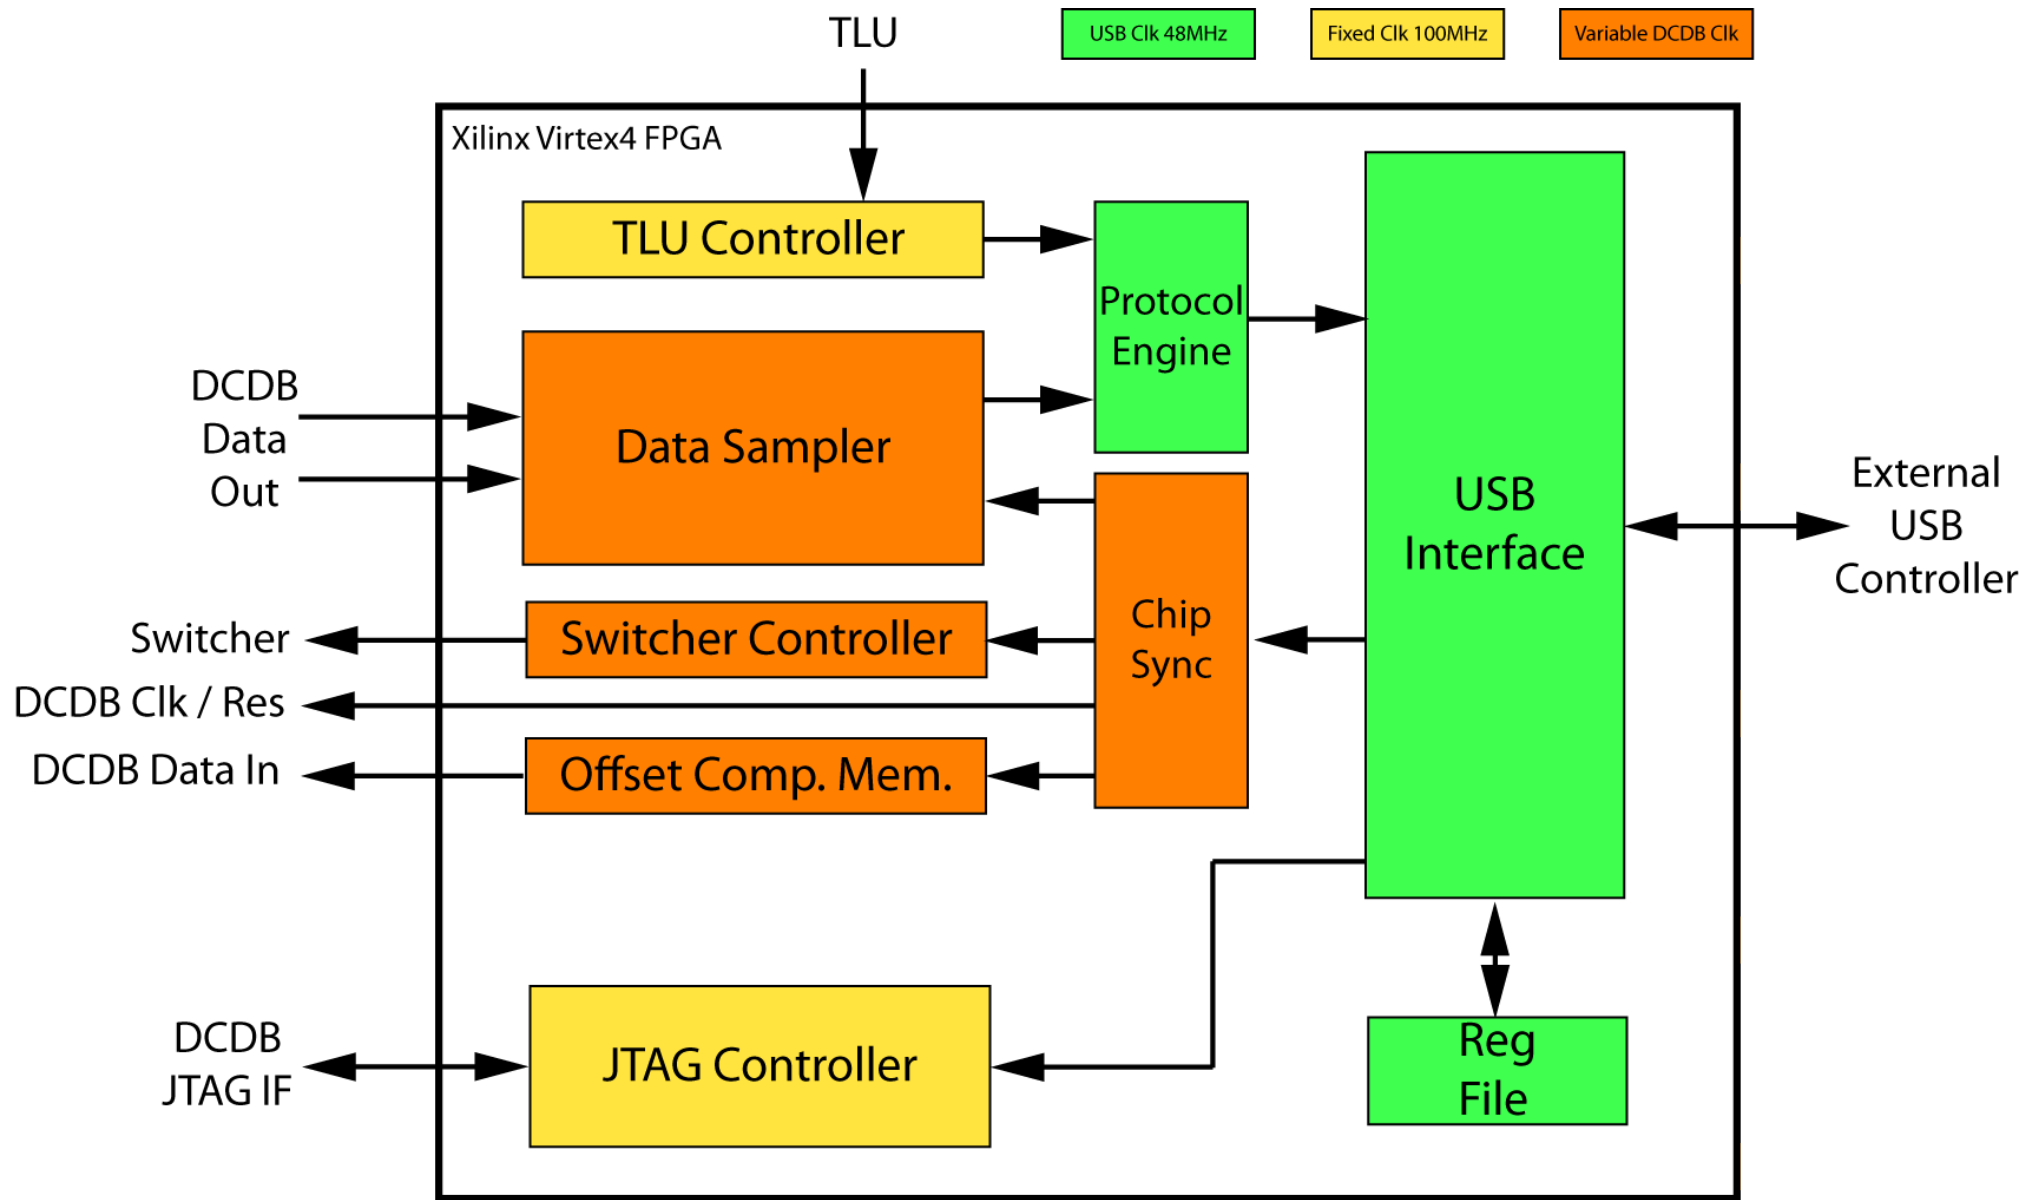 TLU
USB Clk 48MHz
Fixed Clk 100MHz
Variable DCDB Clk
Xilinx Virtex4 FPGA
TLU Controller
Protocol
Engine
DCDB
Data
Out
Data Sampler
USB
Interface
External
USB
Controller
Chip
Sync
Switcher
Switcher Controller
DCDB Clk / Res
DCDB Data In
Offset Comp. Mem.
DCDB
JTAG IF
JTAG Controller
Reg
File